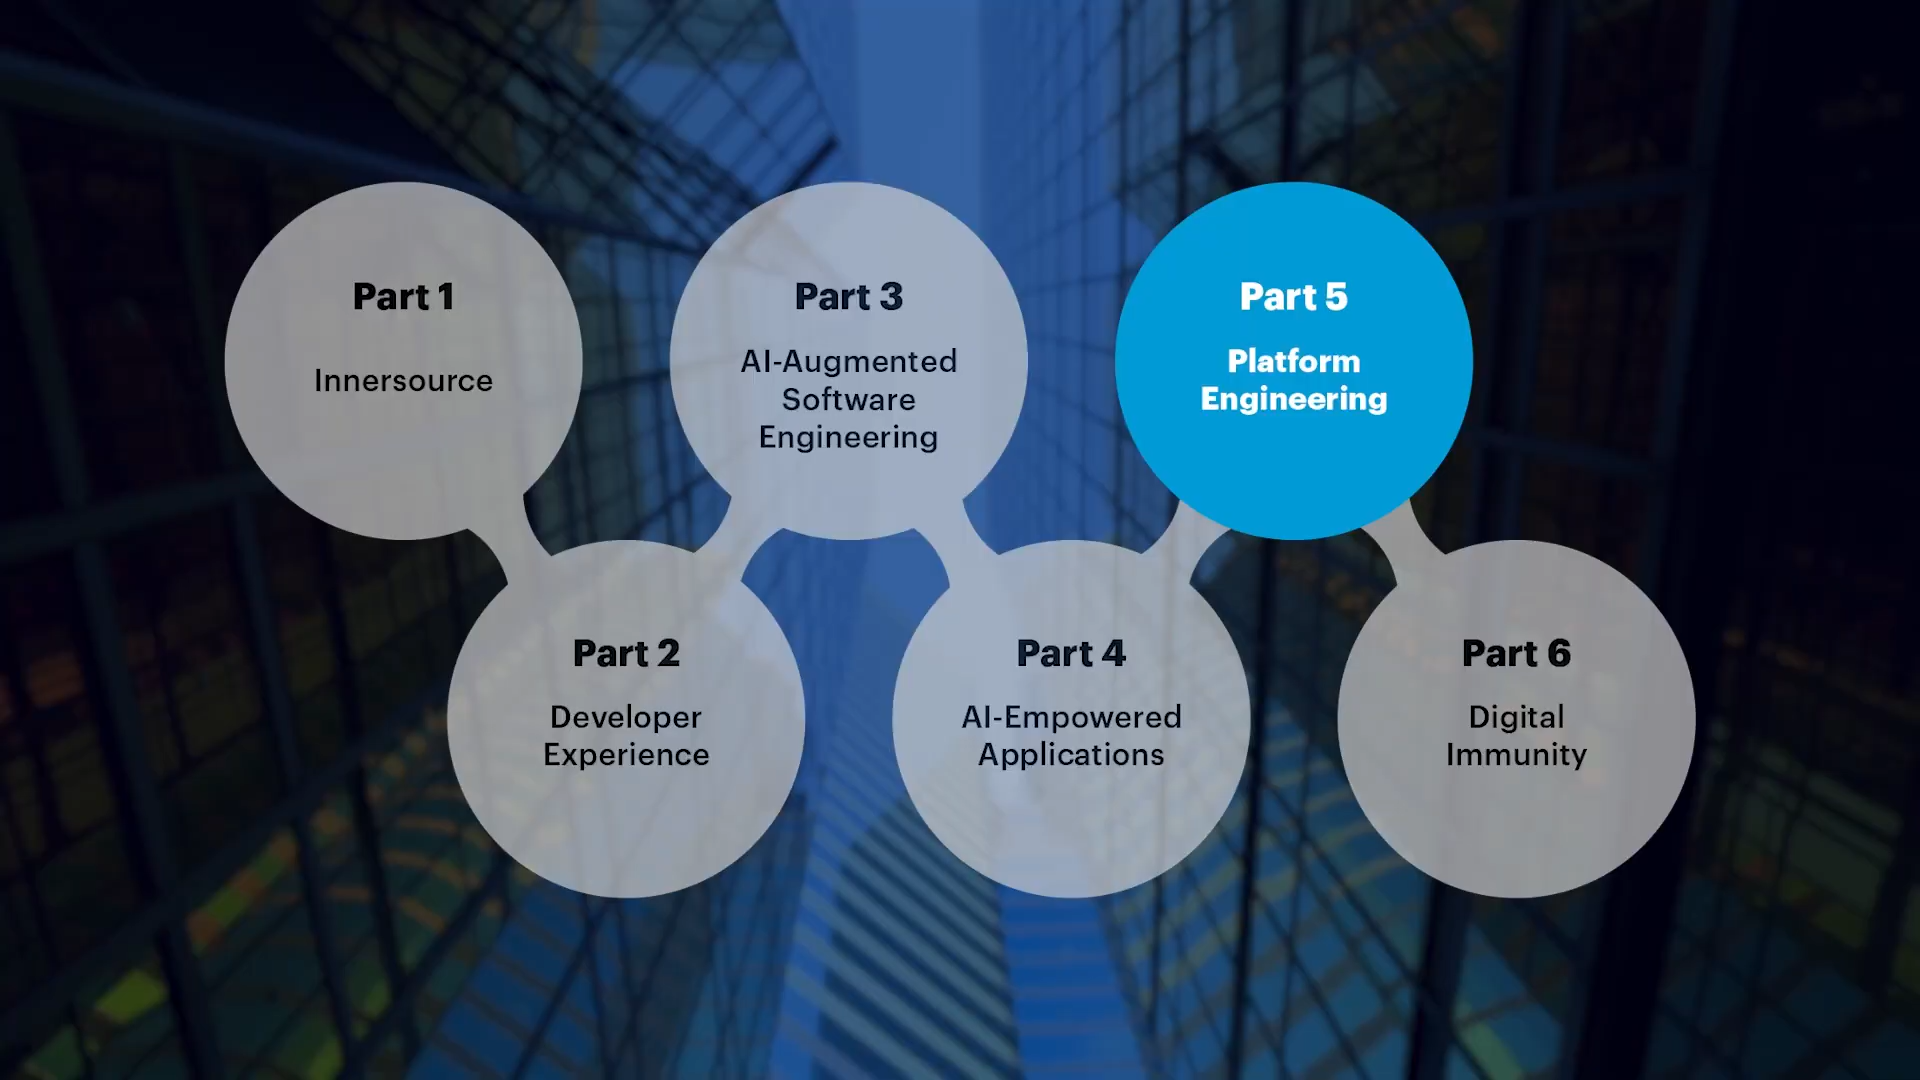 Part 1
Innersource
Part 2
Developer
Experience
Part 3
AI-Augmented
Software
Engineering
Part 4
AI-Empowered
Applications
Part 5
Platform
Engineering
Part 6
Digital
Immunity